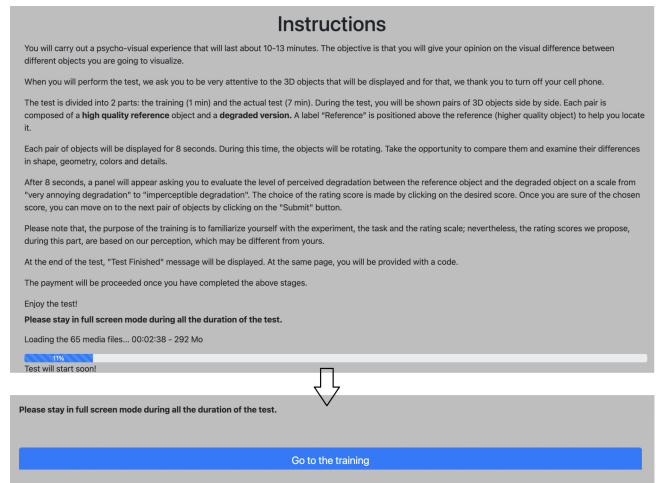 Instructions
You will carry out a psycho-visual experience that will last about 10-13 minutes. The objective is that you will give your opinion on the visual difference between
different objects you are going to visualize.
When you will perform the test, we ask you to be very attentive to the 3D objects that will be displayed and for that, we thank you to turn off your cell phone.
The test is divided into 2 parts: the training (1 min) and the actual test (7 min). During the test, you will be shown pairs of 3D objects side by side. Each pair is
composed of a high quality reference object and a degraded version. A label "Reference" is positioned above the reference (higher quality object) to help you locate
it.
Each pair of objects will be displayed for 8 seconds. During this time, the objects will be rotating. Take the opportunity to compare them and examine their differences
in shape, geometry, colors and details.
After 8 seconds, a panel will appear asking you to evaluate the level of perceived degradation between the reference object and the degraded object on a scale from
"very annoying degradation" to "imperceptible degradation". The choice of the rating score is made by clicking on the desired score. Once you are sure of the chosen
score, you can move on to the next pair of objects by clicking on the "Submit" button.
Please note that, the purpose of the training is to familiarize yourself with the experiment, the task and the rating scale; nevertheless, the rating scores we propose,
during this part, are based on our perception, which may be different from yours.
At the end of the test, "Test Finished" message will be displayed. At the same page, you will be provided with a code.
The payment will be proceeded once you have completed the above stages.
Enjoy the test!
Please stay in full screen mode during all the duration of the test.
Loading the 65 media files... 00:02:38 - 292 Mo
11%
Test will start soon!
Please stay in full screen mode during all the duration of the test.
Go to the training